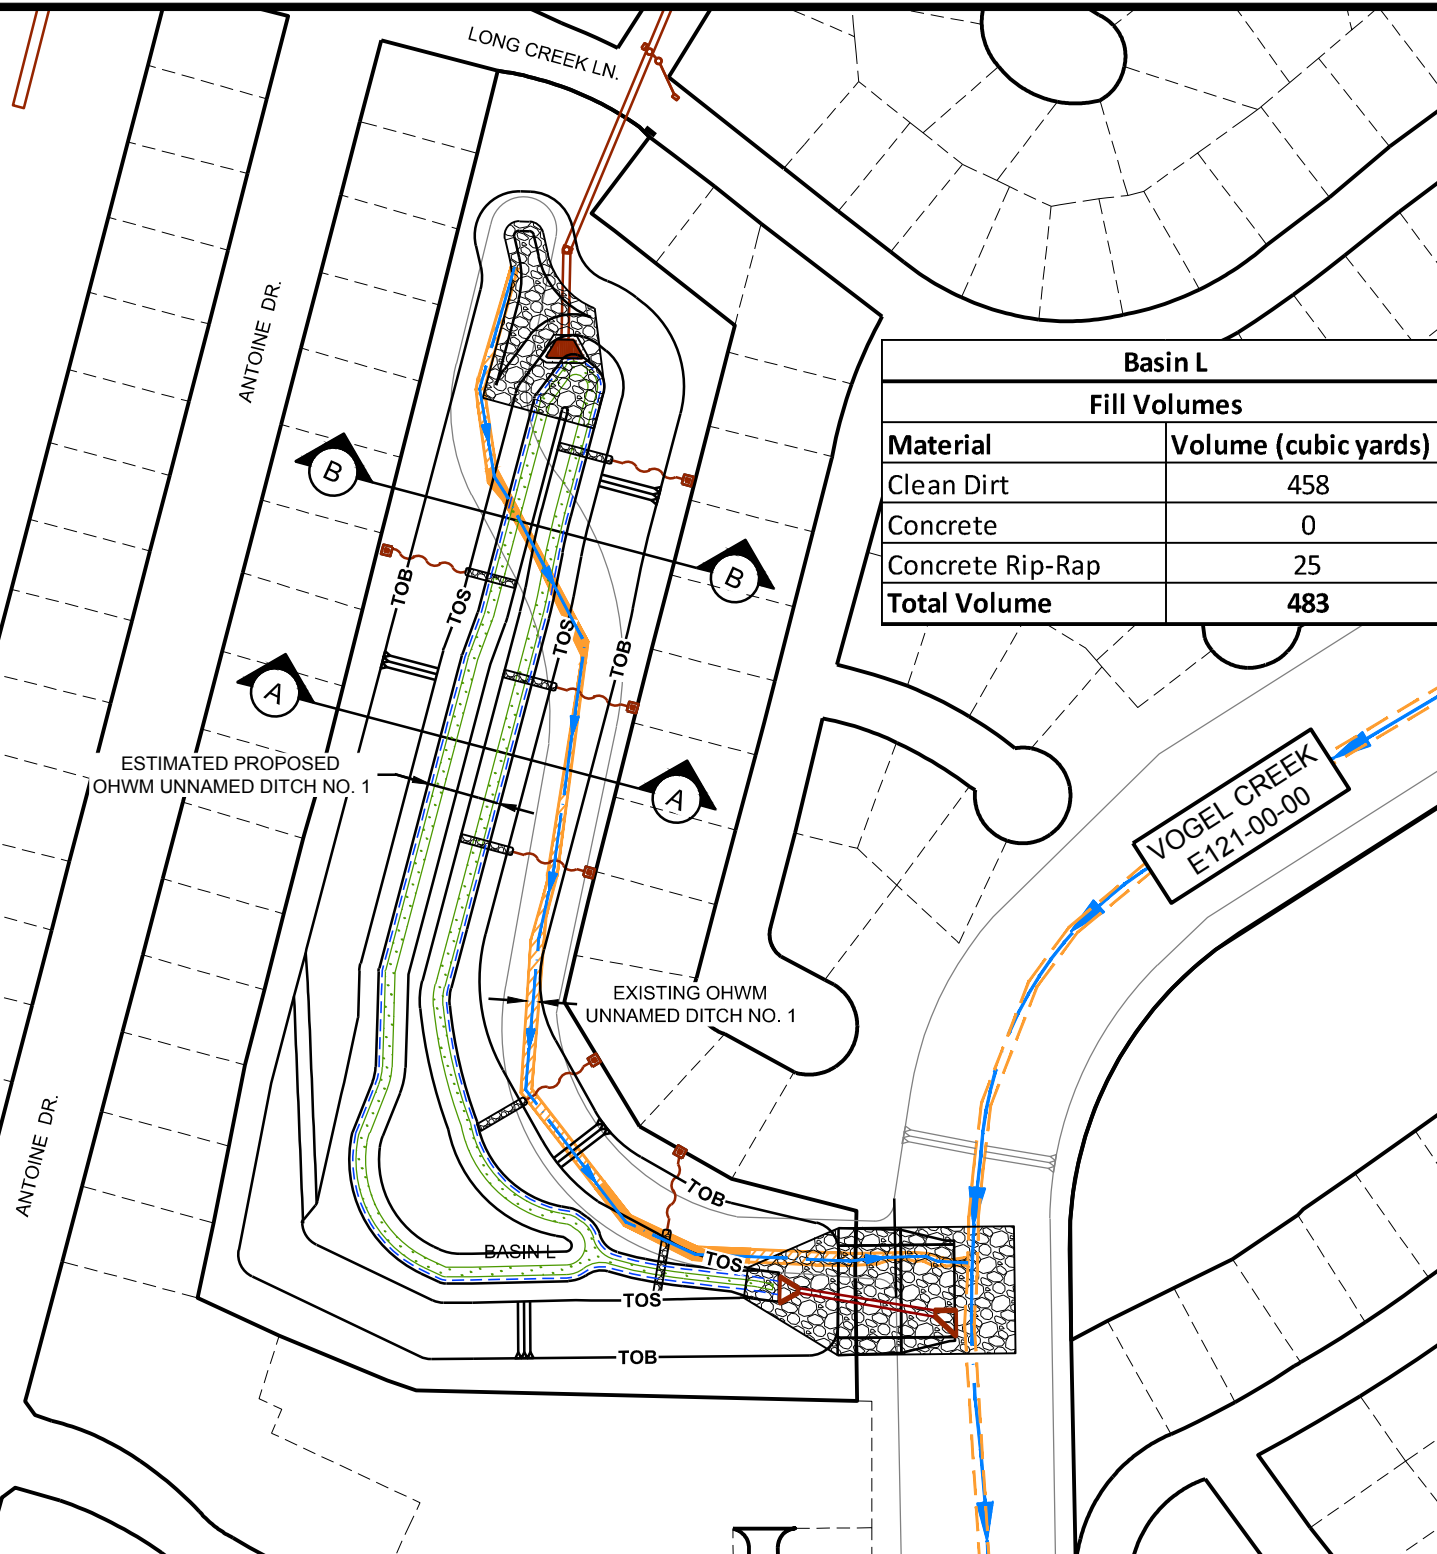 LONG CREEK LN.
ANTOINE DR.
Basin L
Fill Volumes
Material Volume (cubic yards)
Clean Dirt 458
Concrete 0
Concrete Rip-Rap 25
Total Volume 483
B
B
TOB
TOS
TOS
TOB
A
A
ESTIMATED PROPOSED
OHWM UNNAMED DITCH NO. 1
VOGEL CREEK
E121-00-00
EXISTING OHWM
UNNAMED DITCH NO. 1
ANTOINE DR.
TOB
BASIN L
TOS
TOS
TOB